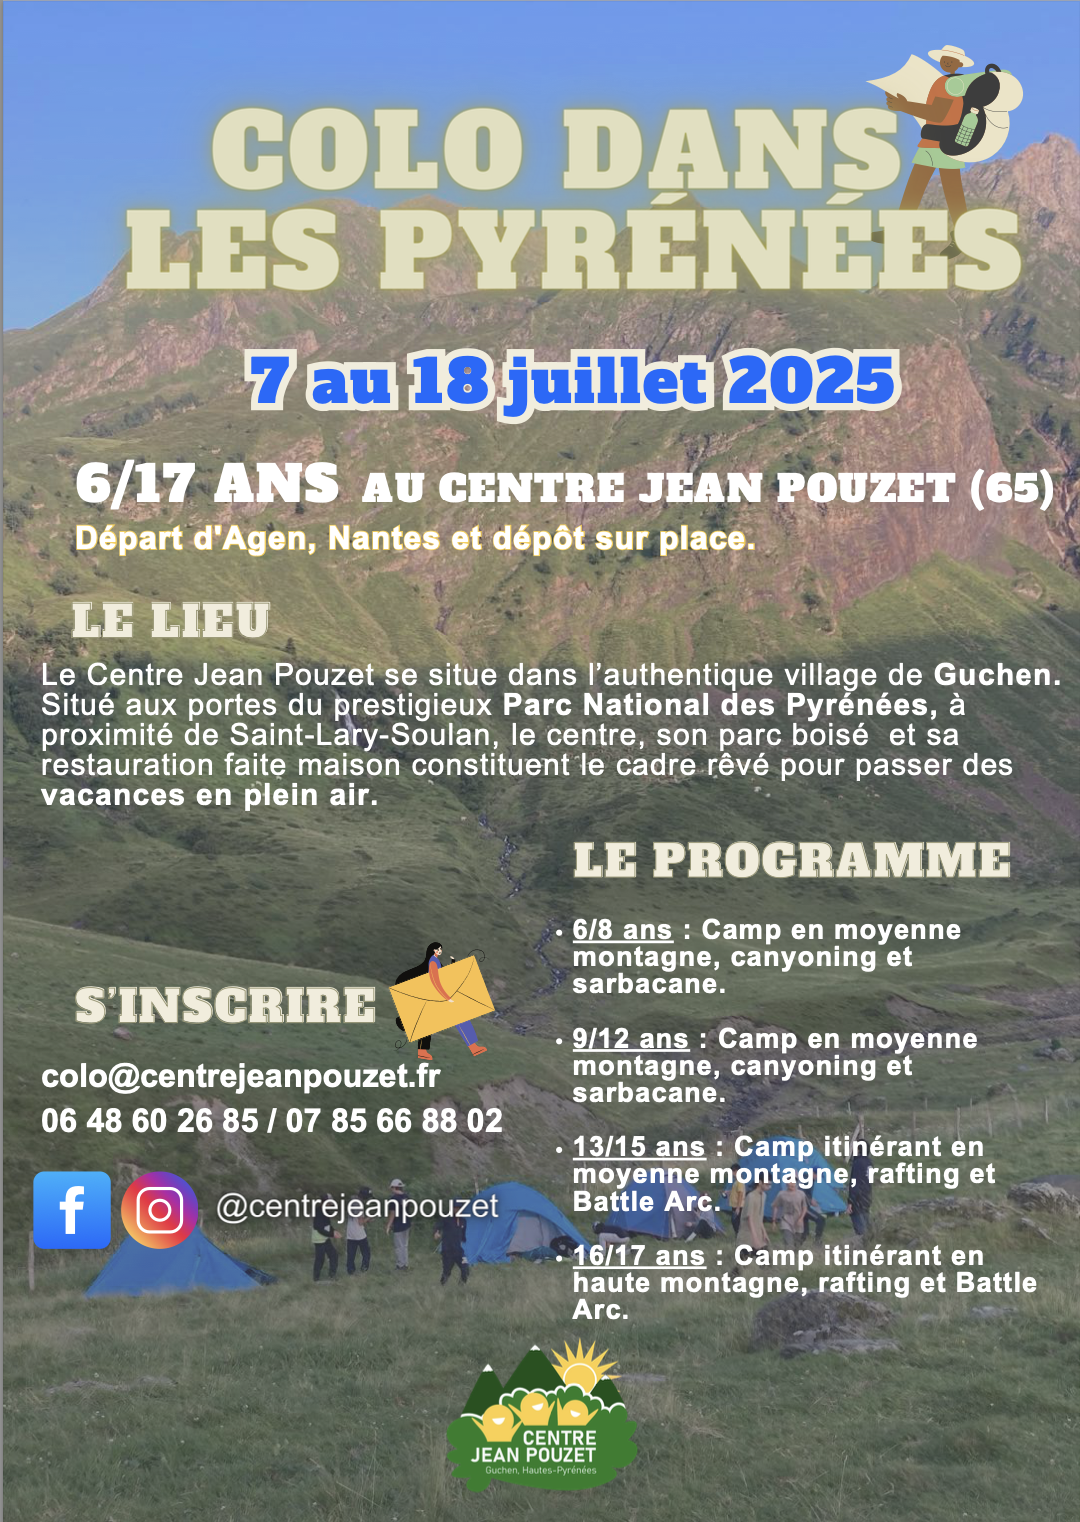 COLO DANS
LES PYRÉNÉES
7 au 18 juillet 2025
6/17 ANS AU CENTRE JEAN POUZET (65)
Départ d'Agen, Nantes et dépôt sur place.
LE LIEU
Le Centre Jean Pouzet se situe dans l’authentique village de Guchen.
Situé aux portes du prestigieux Parc National des Pyrénées, à
proximité de Saint-Lary-Soulan, le centre, son parc boisé et sa
restauration faite maison constituent le cadre rêvé pour passer des
vacances en plein air.
LE PROGRAMME
• 6/8 ans : Camp en moyenne
montagne, canyoning et
sarbacane.
• 9/12 ans : Camp en moyenne
montagne, canyoning et
sarbacane.
• 13/15 ans : Camp itinérant en
moyenne montagne, rafting et
Battle Arc.
• 16/17 ans : Camp itinérant en
haute montagne, rafting et Battle
Arc.
S’INSCRIRE
colo@centrejeanpouzet.fr
06 48 60 26 85 / 07 85 66 88 02
@centrejeanpouzet
CENTRE
JEAN POUZET
Guchen, Hautes-Pyrénées